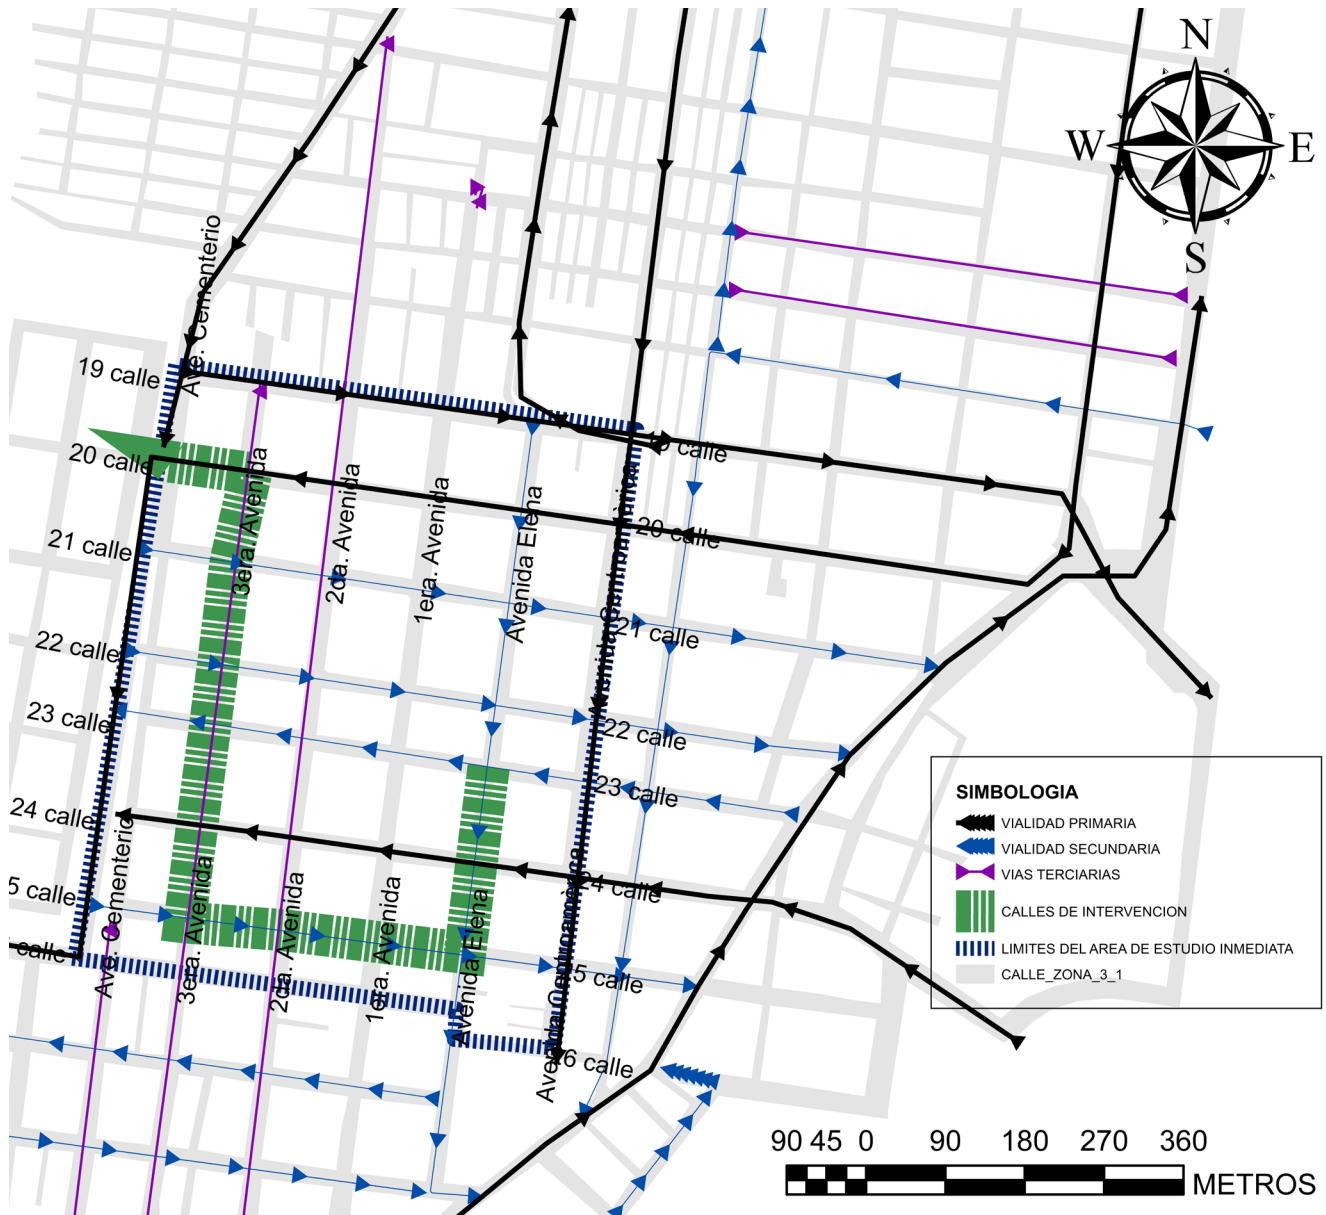 N
W
E
S
Ave. Cementerio
19 calle
20 calle
21 calle
22 calle
23 calle
24 calle
5 calle
calle
3era. Avenida
2da. Avenida
1era. Avenida
Avenida Elena
calle
20 calle
21 calle
22 calle
23 calle
24 calle
5 calle
26 calle
Ave. Cementerio
3era. Avenida
2da. Avenida
1era. Avenida
Avenida Elena
SIMBOLOGIA
VIALIDAD PRIMARIA
VIALIDAD SECUNDARIA
VIAS TERCIARIAS
CALLES DE INTERVENCION
LIMITES DEL AREA DE ESTUDIO INMEDIATA
CALLE_ZONA_3_1
90 45 0 90 180 270 360
METROS